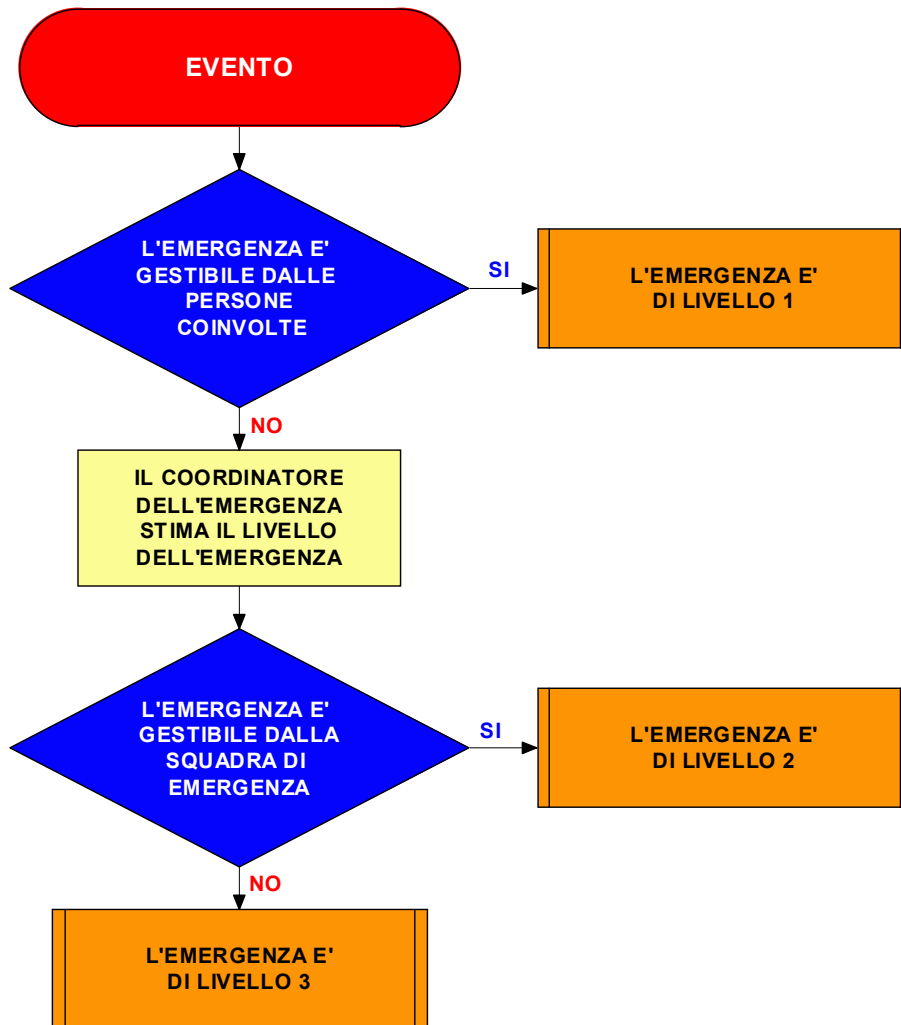 EVENTO
L'EMERGENZA E'
GESTIBILE DALLE
PERSONE
COINVOLTE
SI
L'EMERGENZA E'
DI LIVELLO 1
NO
IL COORDINATORE
DELL'EMERGENZA
STIMA IL LIVELLO
DELL'EMERGENZA
L'EMERGENZA E'
GESTIBILE DALLA
SQUADRA DI
EMERGENZA
SI
L'EMERGENZA E'
DI LIVELLO 2
NO
L'EMERGENZA E'
DI LIVELLO 3